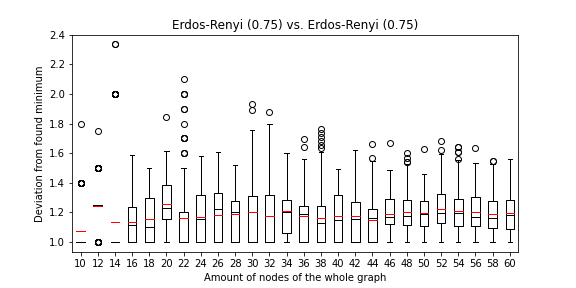 Erdos-Renyi (0.75) vs. Erdos-Renyi (0.75)
2.4
2.2
2.0
1.8
1.6
1.4
1.2
1.0
Deviation from found minimum
10 12 14 16 18 20 22 24 26 28 30 32 34 36 38 40 42 44 46 48 50 52 54 56 58 60
Amount of nodes of the whole graph